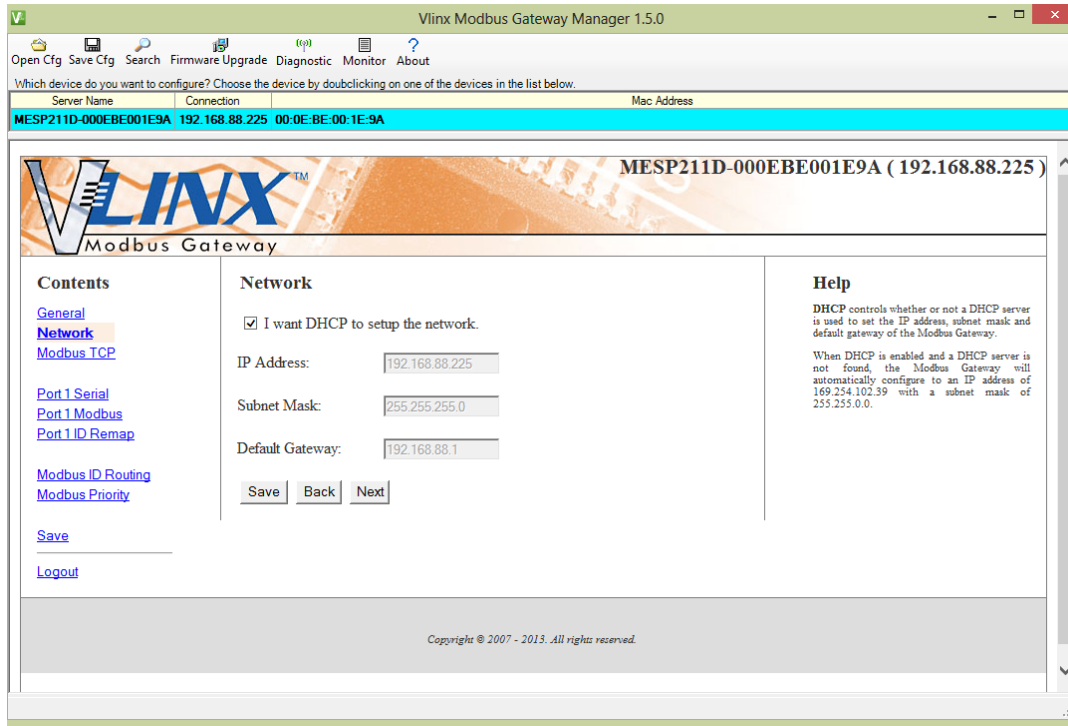 Vlinx Modbus Gateway Manager 1.5.0
Open Cfg Save Cfg Search Firmware Upgrade Diagnostic Monitor About
Which device do you want to configure? Choose the device by doubclicking on one of the devices in the list below.
Server Name Connection Mac Address
MESP211D-000EBE001E9A 192.168.88.225 00:0E:BE:00:1E:9A
VLINX TM
Modbus Gateway
MESP211D-000EBE001E9A ( 192.168.88.225 )
Contents
General
Network
Modbus TCP
Port 1 Serial
Port 1 Modbus
Port 1 ID Remap
Modbus ID Routing
Modbus Priority
Save
Logout
Network
I want DHCP to setup the network.
IP Address: 192.168.88.225
Subnet Mask: 255.255.255.0
Default Gateway: 192.168.88.1
Save Back Next
Help
DHCP controls whether or not a DHCP server
is used to set the IP address, subnet mask and
default gateway of the Modbus Gateway.
When DHCP is enabled and a DHCP server is
not found, the Modbus Gateway will
automatically configure to an IP address of
169.254.102.39 with a subnet mask of
255.255.0.0.
Copyright © 2007 - 2013. All rights reserved.